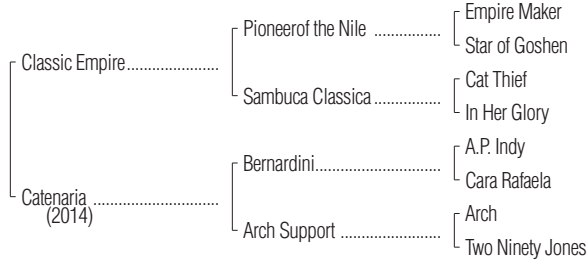 Empire Maker
Pioneerof the Nile ................
Star of Goshen
Classic Empire......................
Cat Thief
Sambuca Classica ................
In Her Glory
A.P. Indy
Bernardini..............................
Cara Rafaela
Catenaria ..............................
(2014)
Arch
Arch Support ........................
Two Ninety Jones